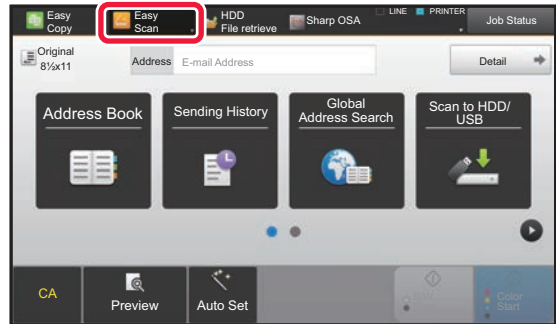 Easy
Copy
Easy
Scan
HDD
File retrieve
Sharp OSA
LINE
PRINTER
Job Status
Original
8½x11
Address
E-mail Address
Detail
Address Book
Sending History
Global
Address Search
Scan to HDD/
USB
CA
Preview
Auto Set
Color
Start